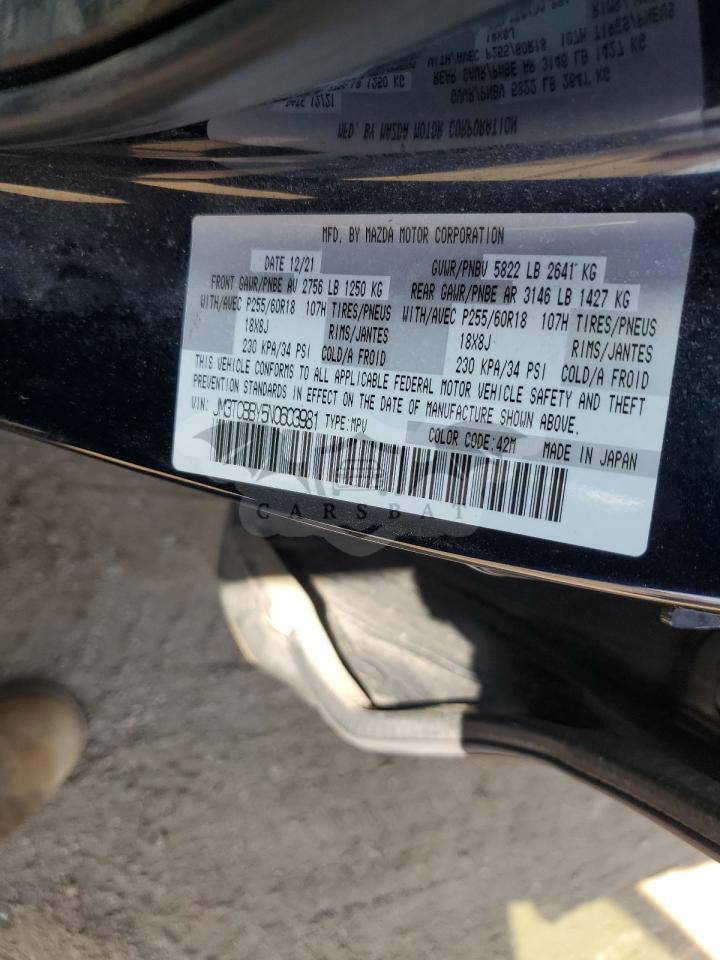 MFD. BY MAZDA MOTOR CORPORATION
DATE 12/21 GVWR/PNBV 5822 LB 2641 KG
FRONT GAWR/PNBE AV 2756 LB 1250 KG REAR GAWR/PNBE AR 3146 LB 1427 KG
WITH/AVEC P255/60R18 107H TIRES/PNEUS WITH/AVEC P255/60R18 107H TIRES/PNEUS
18X8J RIMS/JANTES 18X8J RIMS/JANTES
230 KPA/34 PSI COLD/A FROID 230 KPA/34 PSI COLD/A FROID
THIS VEHICLE CONFORMS TO ALL APPLICABLE FEDERAL MOTOR VEHICLE SAFETY AND THEFT
PREVENTION STANDARDS IN EFFECT ON THE DATE OF MANUFACTURE SHOWN ABOVE.
VIN: JM3TCBBY5N0603981 TYPE:MPV
COLOR CODE:42M MADE IN JAPAN
CARSBAT